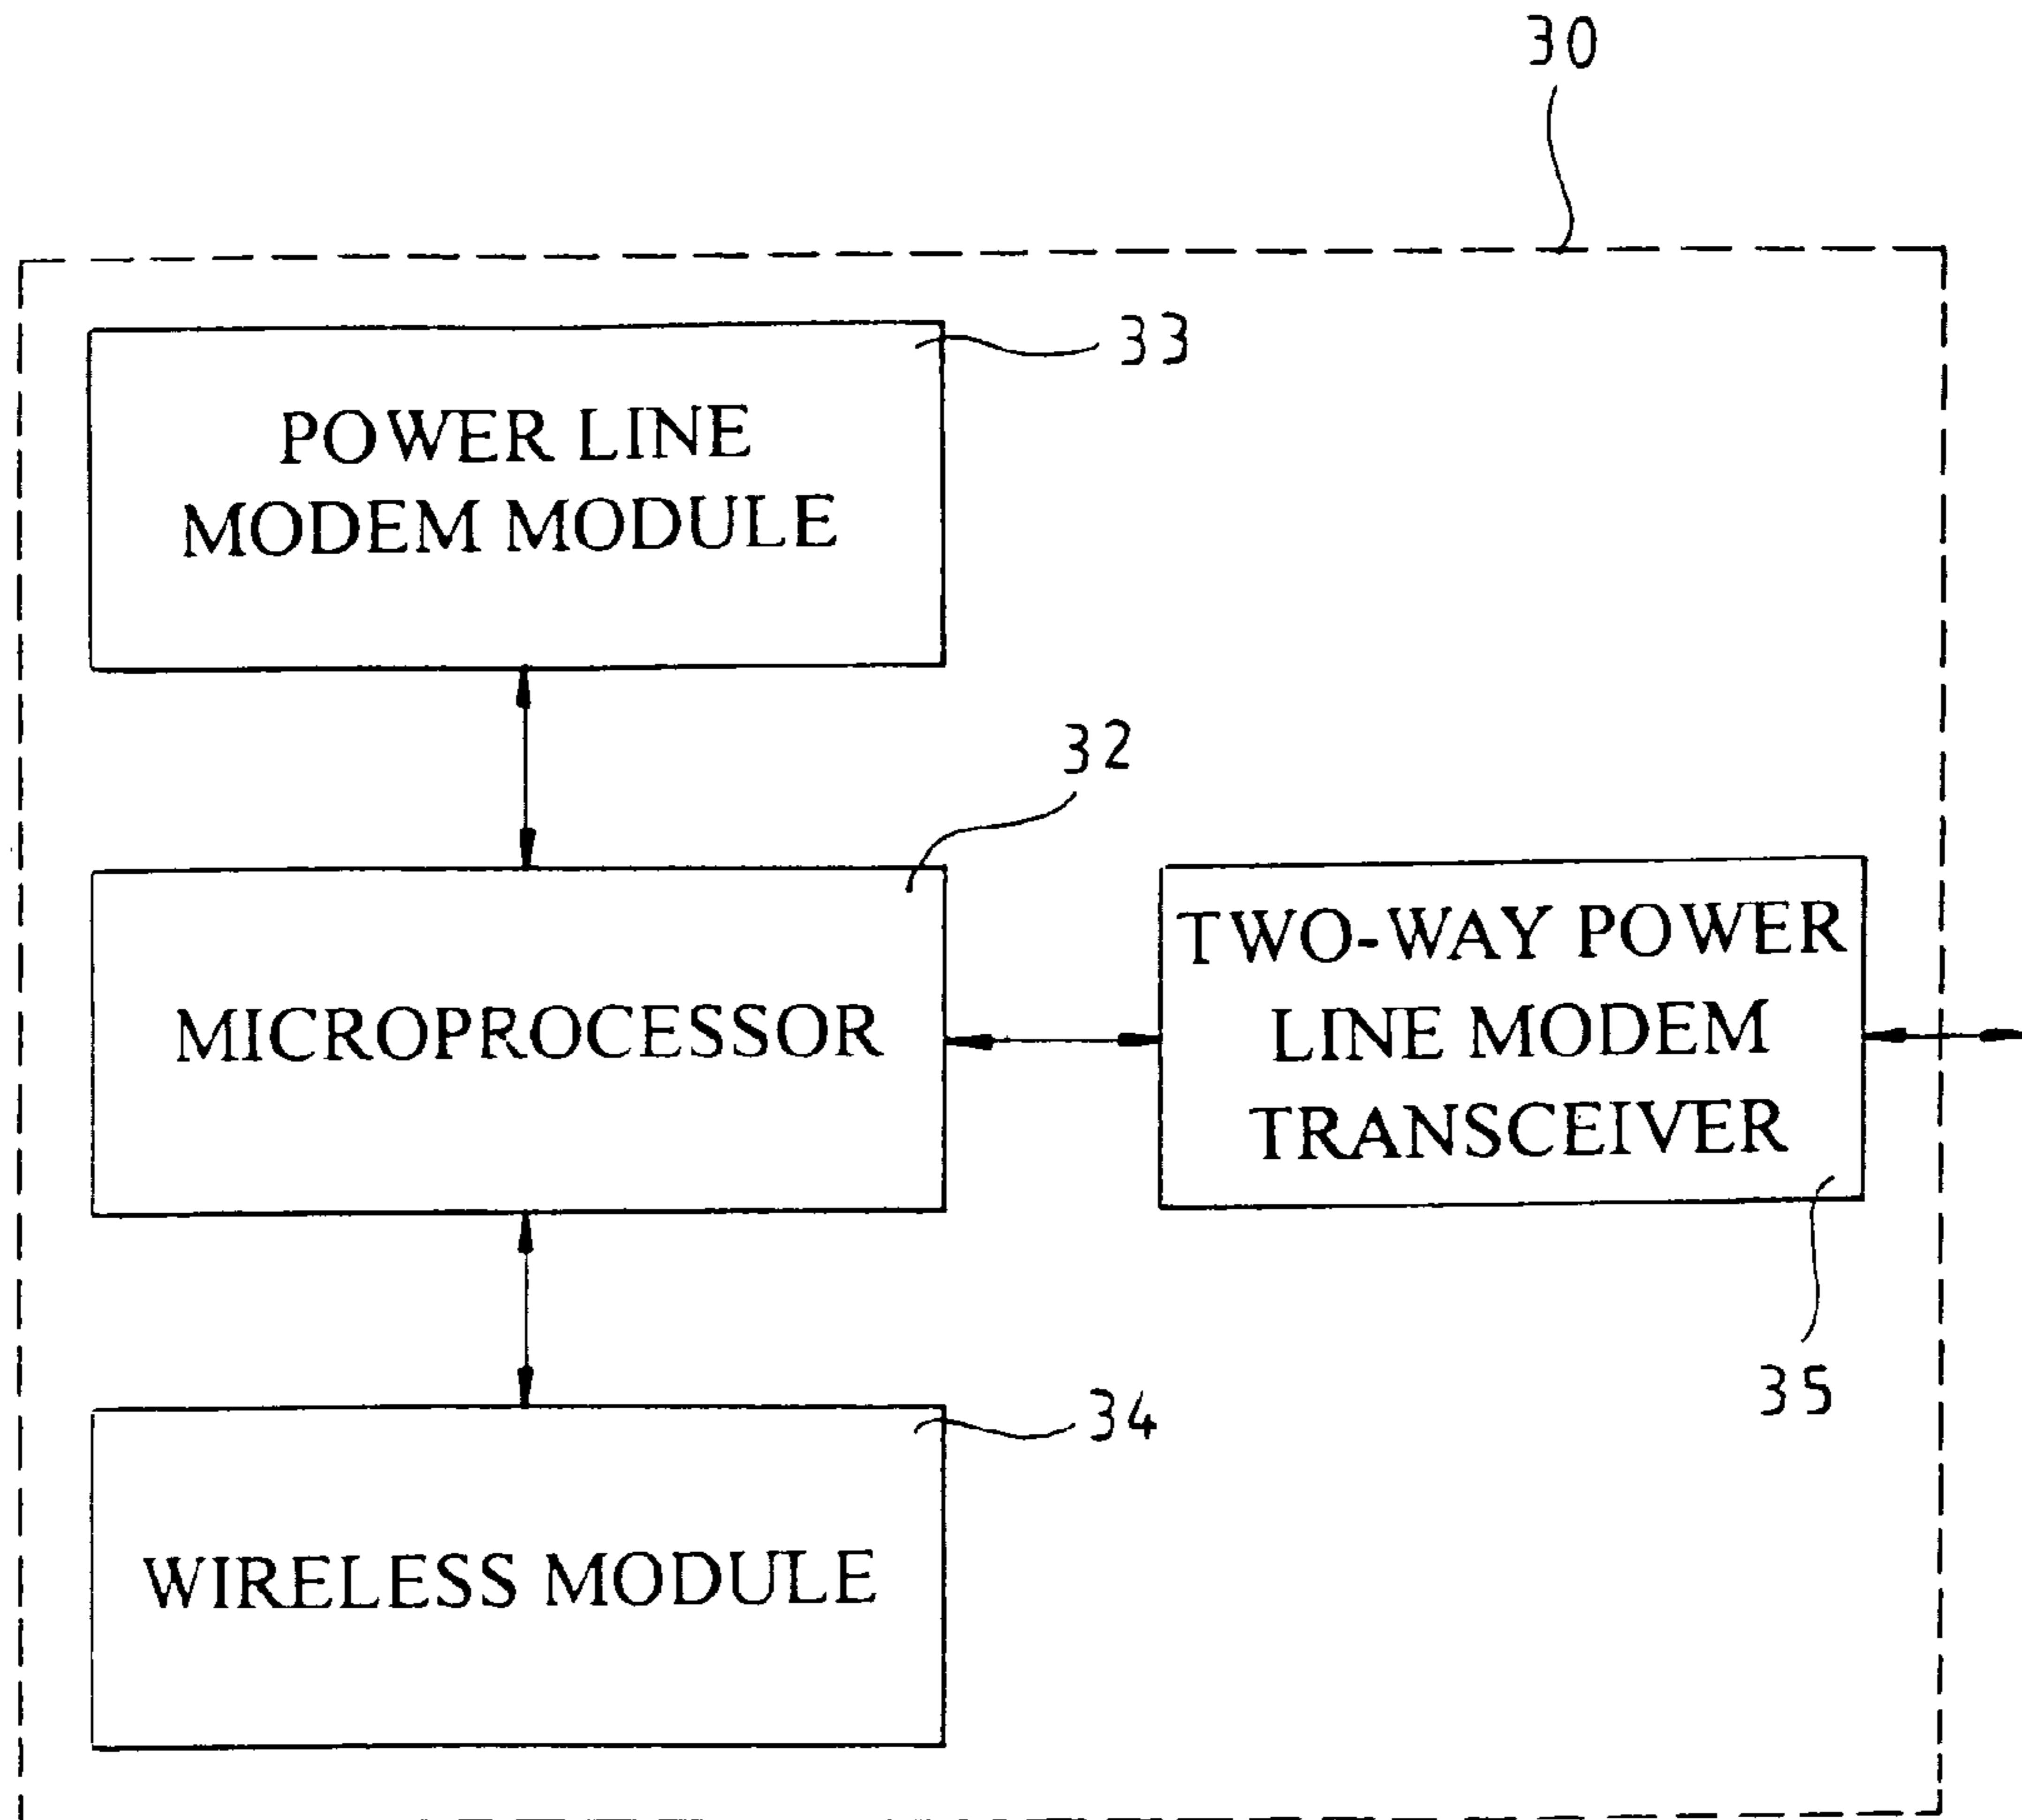 30
33
POWER LINE
MODEM MODULE
32
MICROPROCESSOR
TWO-WAY POWER
LINE MODEM
TRANSCEIVER
35
34
WIRELESS MODULE